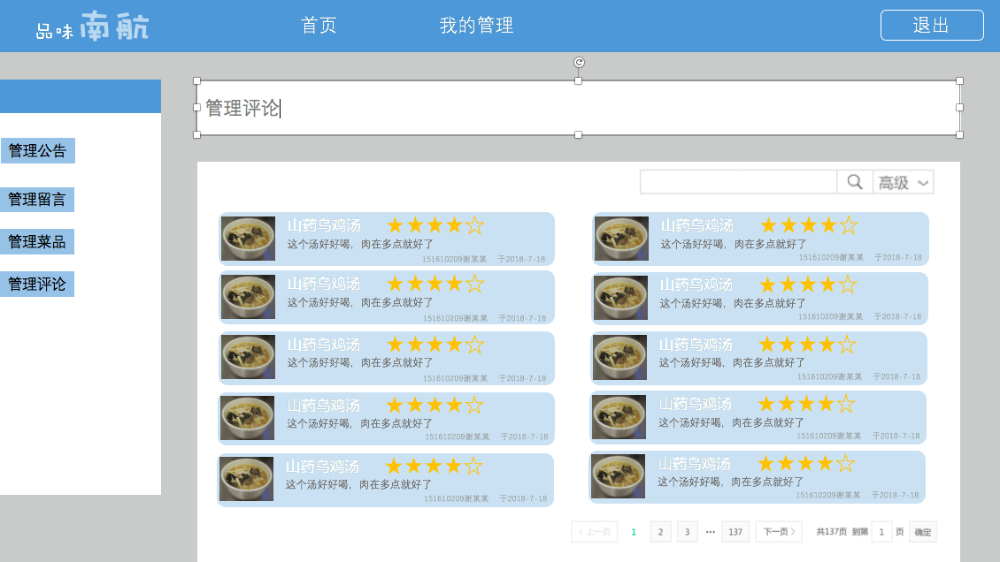 品味南航
首页
我的管理
退出
管理评论
管理公告
管理留言
管理菜品
管理评论
高级
山药乌鸡汤
这个汤好好喝，肉在多点就好了
151610209谢某某 于2018-7-18
山药乌鸡汤
这个汤好好喝，肉在多点就好了
151610209谢某某 于2018-7-18
山药乌鸡汤
这个汤好好喝，肉在多点就好了
151610209谢某某 于2018-7-18
山药乌鸡汤
这个汤好好喝，肉在多点就好了
151610209谢某某 于2018-7-18
山药乌鸡汤
这个汤好好喝，肉在多点就好了
151610209谢某某 于2018-7-18
山药乌鸡汤
这个汤好好喝，肉在多点就好了
151610209谢某某 于2018-7-18
山药乌鸡汤
这个汤好好喝，肉在多点就好了
151610209谢某某 于2018-7-18
山药乌鸡汤
这个汤好好喝，肉在多点就好了
151610209谢某某 于2018-7-18
山药乌鸡汤
这个汤好好喝，肉在多点就好了
151610209谢某某 于2018-7-18
山药乌鸡汤
这个汤好好喝，肉在多点就好了
151610209谢某某 于2018-7-18
<上一页 1 2 3 ··· 137 下一页> 共137页 到第 1 页 确定